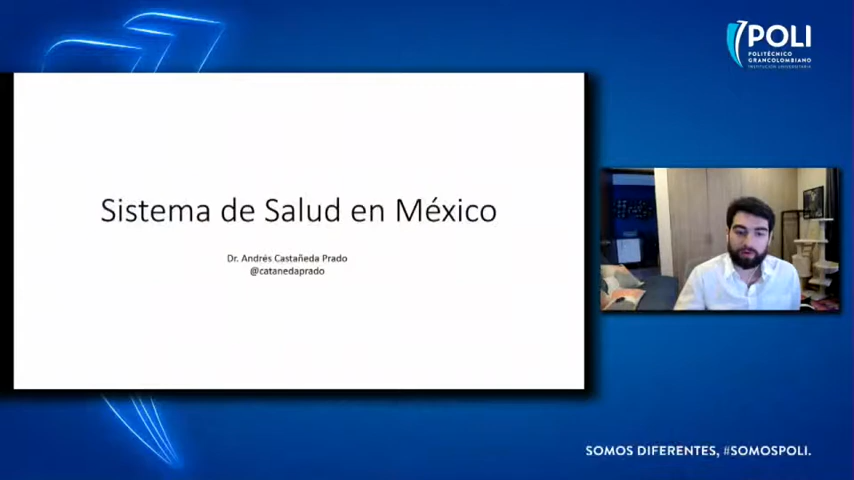 POLI
POLITÉCNICO
GRANCOLOMBIANO
INSTITUCIÓN UNIVERSITARIA
Sistema de Salud en México
Dr. Andrés Castañeda Prado
@catanedaprado
SOMOS DIFERENTES, #SOMOSPOLI.